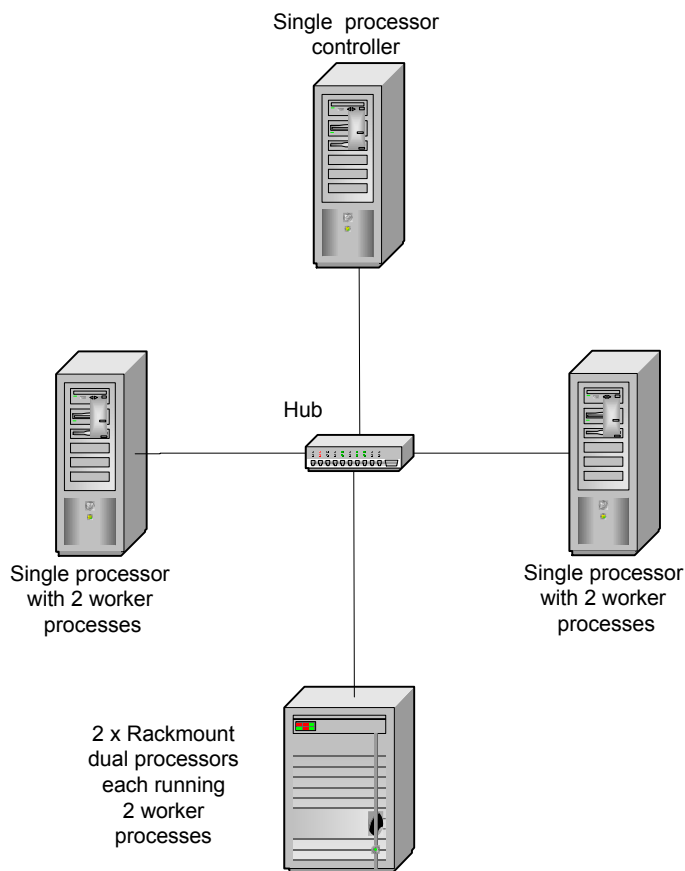 Single processor
controller
Hub
Single processor
with 2 worker
processes
Single processor
with 2 worker
processes
2 x Rackmount
dual processors
each running
2 worker
processes